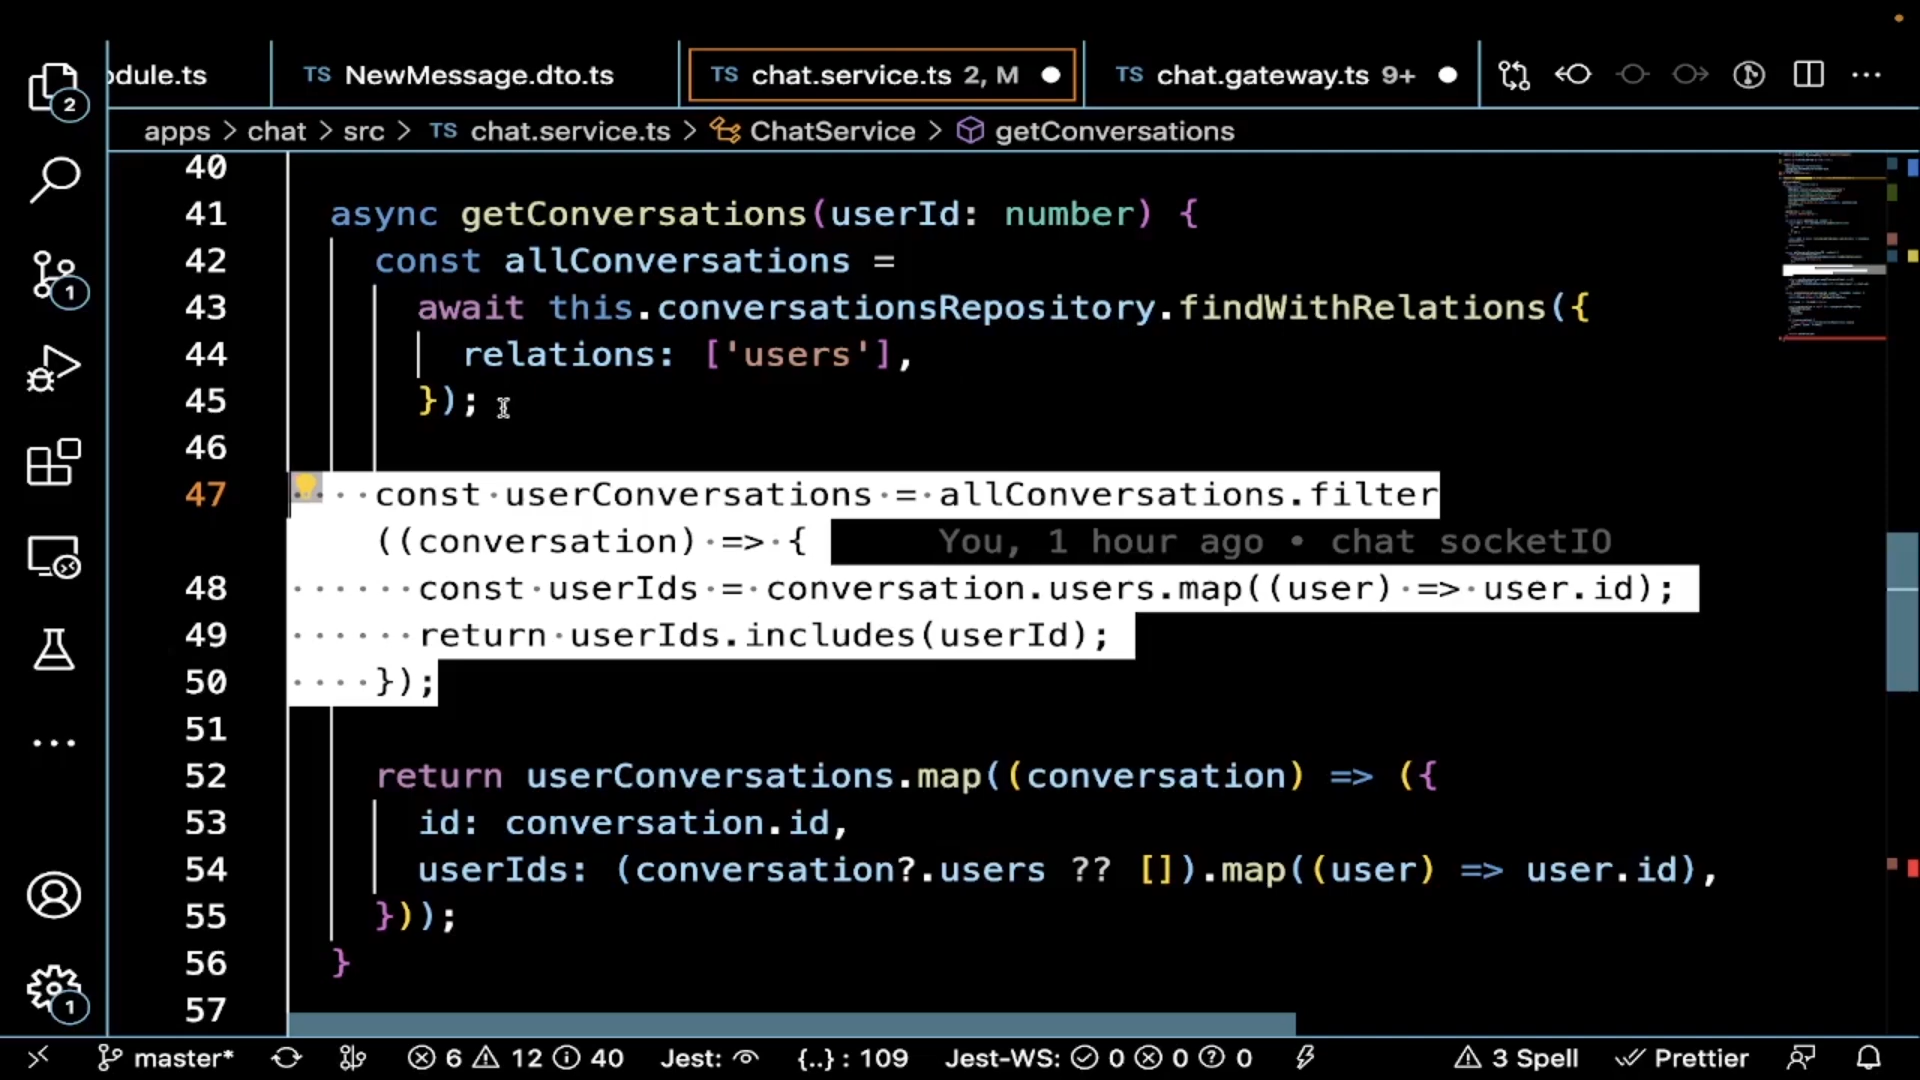 odule.ts
TS NewMessage.dto.ts
TS chat.service.ts 2, M
TS chat.gateway.ts 9+
apps > chat > src > TS chat.service.ts > ChatService > getConversations
2
1
1
40
41 async getConversations(userId: number) {
42 const allConversations =
43 await this.conversationsRepository.findWithRelations({
44 relations: ['users'],
45 });
46
47 const userConversations = allConversations.filter
((conversation) => { You, 1 hour ago • chat socketIO
48 const userIds = conversation.users.map((user) => user.id);
49 return userIds.includes(userId);
50 });
51
52 return userConversations.map((conversation) => ({
53 id: conversation.id,
54 userIds: (conversation?.users ?? []).map((user) => user.id),
55 }));
56 }
57
master* 6 12 40 Jest: {..} : 109 Jest-WS: 0 0 0 3 Spell Prettier